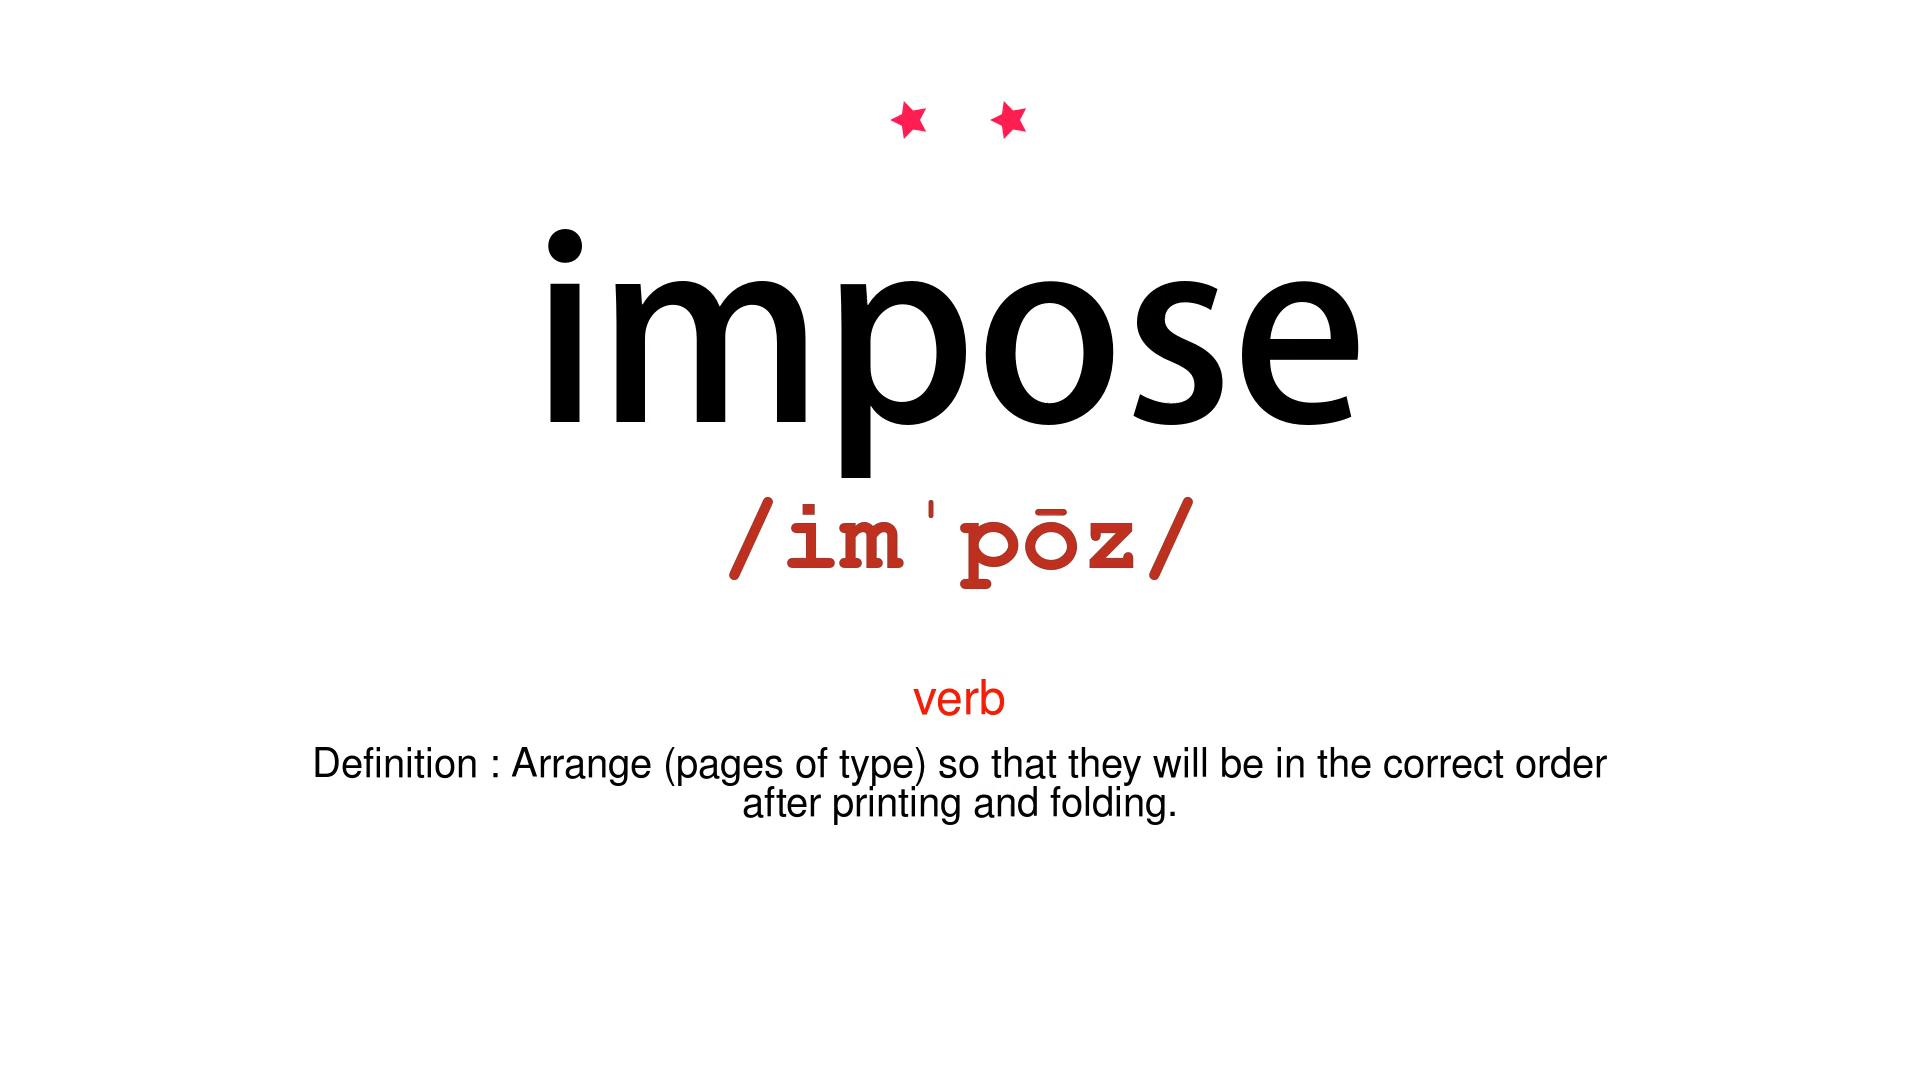 impose
/imˈpōz/
verb
Definition : Arrange (pages of type) so that they will be in the correct order
after printing and folding.